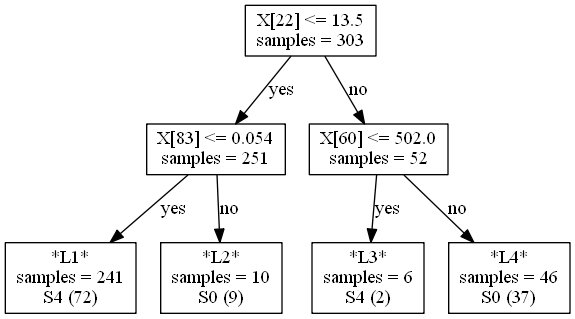 X[22] <= 13.5
samples = 303
yes
no
X[83] <= 0.054
samples = 251
X[60] <= 502.0
samples = 52
yes
no
yes
no
*L1*
samples = 241
S4 (72)
*L2*
samples = 10
S0 (9)
*L3*
samples = 6
S4 (2)
*L4*
samples = 46
S0 (37)